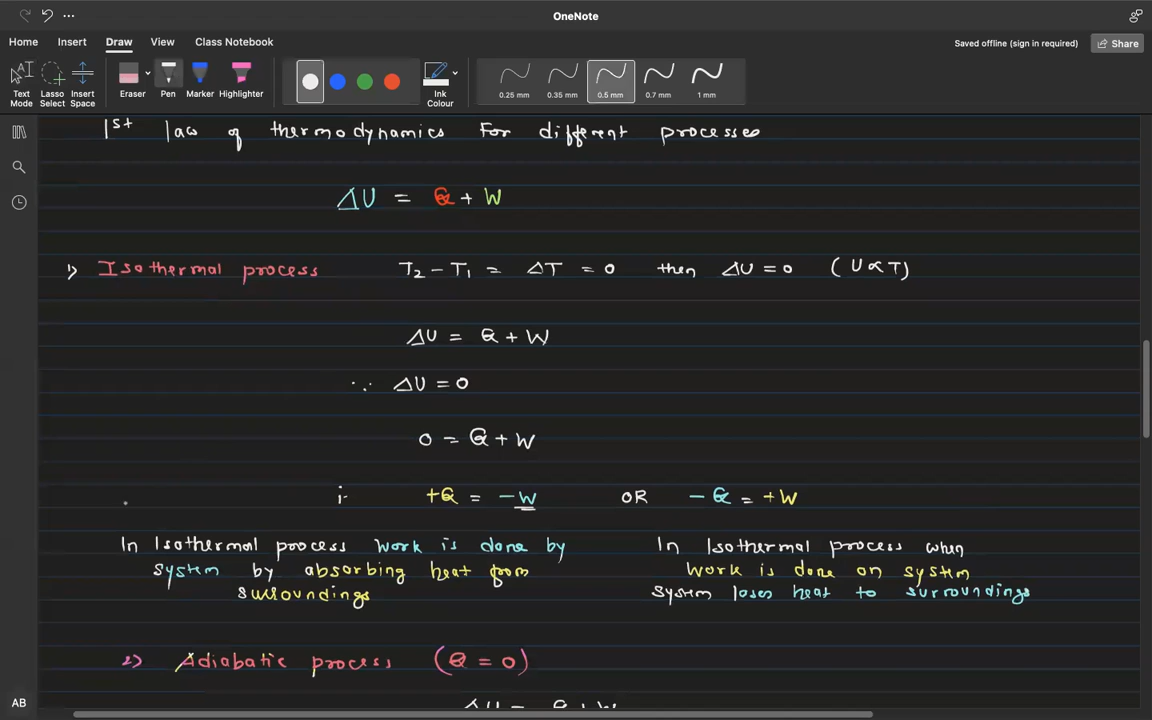 OneNote
Home Insert Draw View Class Notebook
Saved offline (sign in required) Share
Text Mode
Lasso Select
Insert Space
Eraser
Pen
Marker
Highlighter
Ink Colour
0.25 mm 0.35 mm 0.5 mm 0.7 mm 1 mm
1st law of thermodynamics for different processes
ΔU = Q + W
1) Isothermal process T₂ − T₁ = ΔT = 0 then ΔU = 0 (U ∝ T)
ΔU = Q + W
∵ ΔU = 0
0 = Q + W
+Q = −W OR −Q = +W
In Isothermal process work is done by
system by absorbing heat from
surroundings
In Isothermal process when
work is done on system
system loses heat to surroundings
2) Adiabatic process (Q = 0)
ΔU = Q + W
AB